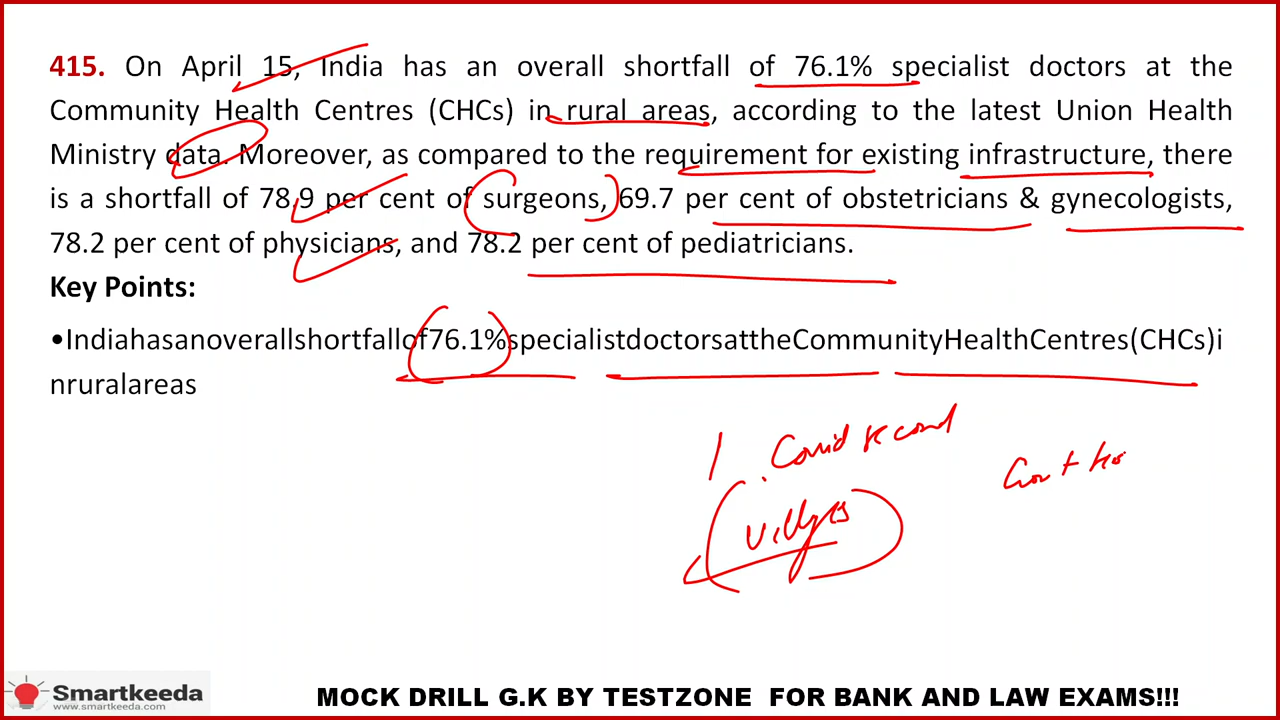 415. On April 15, India has an overall shortfall of 76.1% specialist doctors at the
Community Health Centres (CHCs) in rural areas, according to the latest Union Health
Ministry data. Moreover, as compared to the requirement for existing infrastructure, there
is a shortfall of 78.9 per cent of surgeons, 69.7 per cent of obstetricians & gynecologists,
78.2 per cent of physicians, and 78.2 per cent of pediatricians.
Key Points:
•Indiahasanoverallshortfallof76.1%specialistdoctorsattheCommunityHealthCentres(CHCs)i
nruralareas
Covid second
Villages
Smartkeeda
www.smartkeeda.com
MOCK DRILL G.K BY TESTZONE FOR BANK AND LAW EXAMS!!!